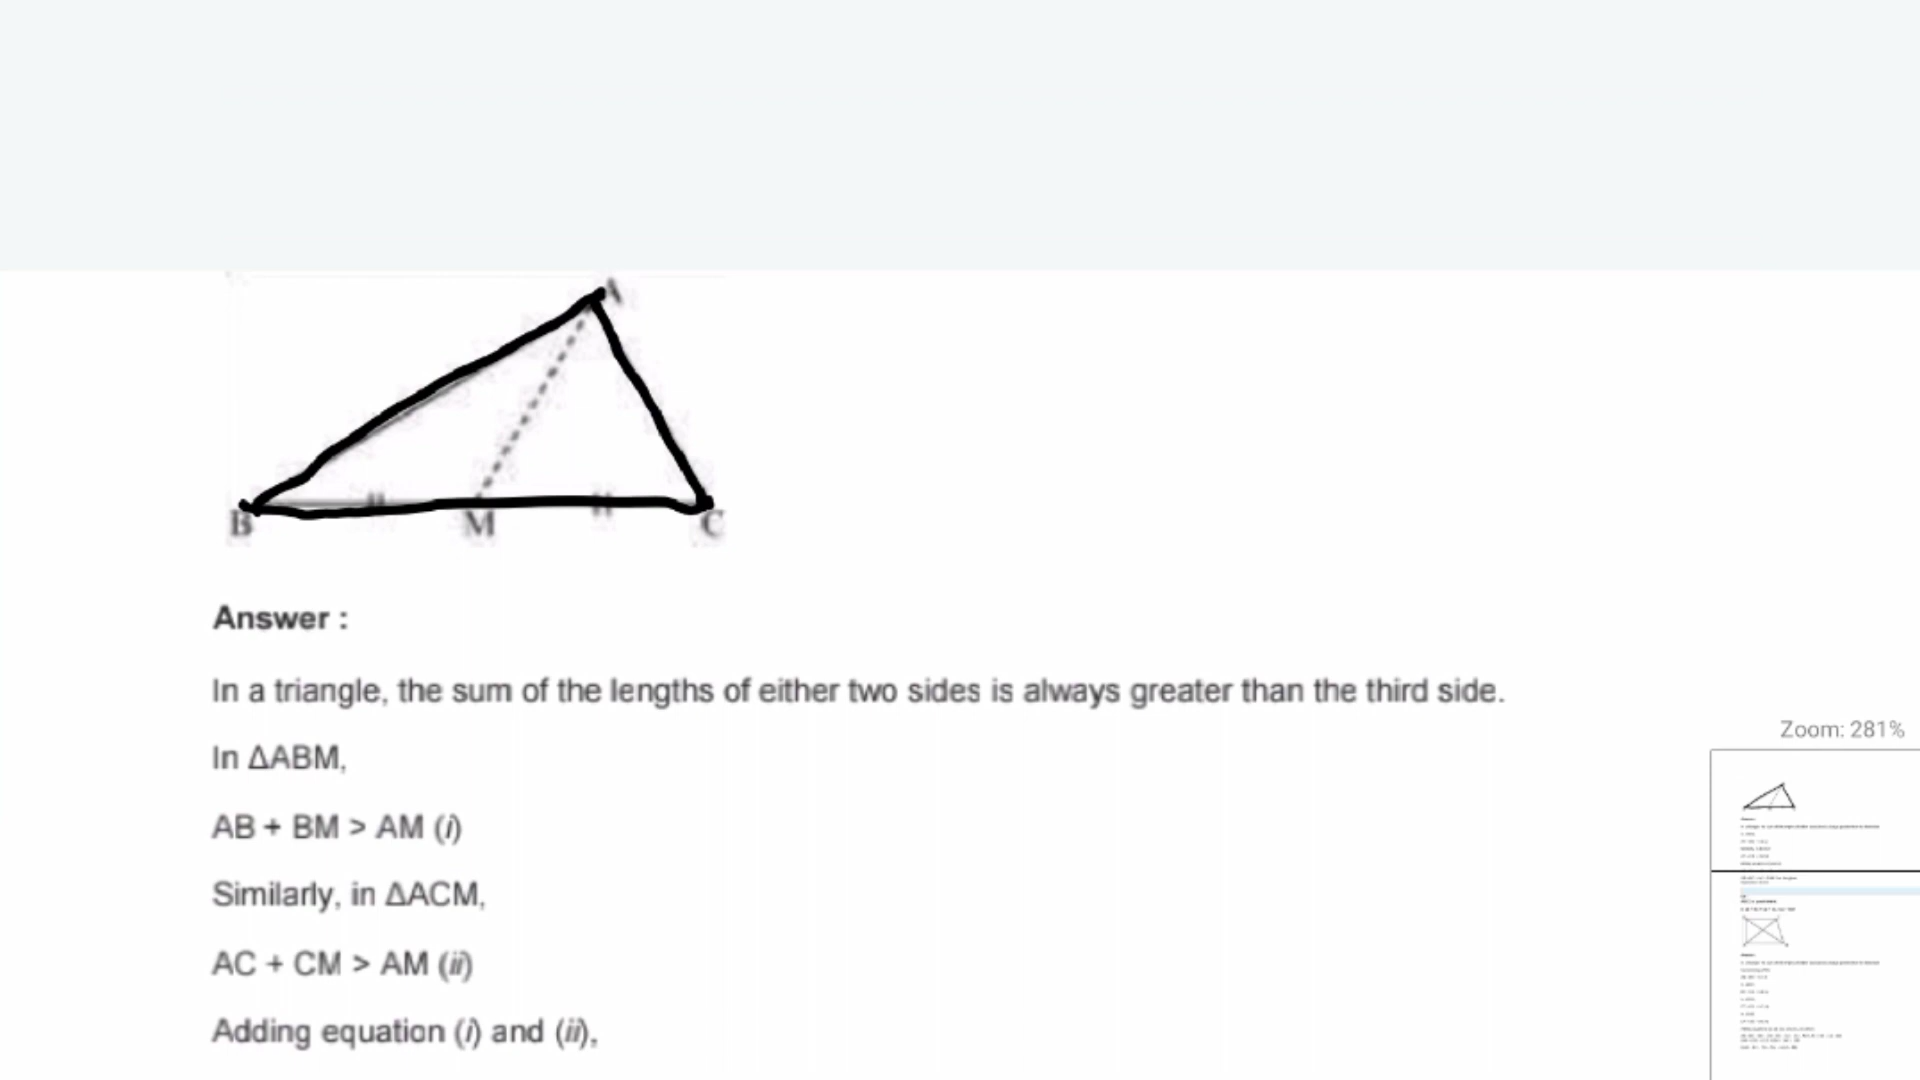 A
B M C
Answer :
In a triangle, the sum of the lengths of either two sides is always greater than the third side.
Zoom: 281%
In ΔABM,
AB + BM > AM (i)
Similarly, in ΔACM,
AC + CM > AM (ii)
Adding equation (i) and (ii),